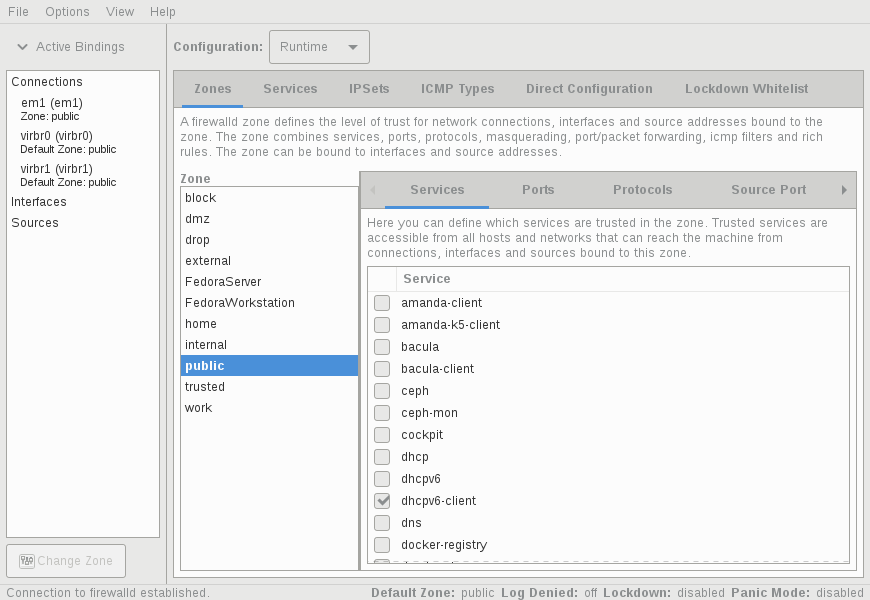 File Options View Help
Active Bindings
Configuration: Runtime
Connections
em1 (em1)
Zone: public
virbr0 (virbr0)
Default Zone: public
virbr1 (virbr1)
Default Zone: public
Interfaces
Sources
Change Zone
Zones Services IPSets ICMP Types Direct Configuration Lockdown Whitelist
A firewalld zone defines the level of trust for network connections, interfaces and source addresses bound to the
zone. The zone combines services, ports, protocols, masquerading, port/packet forwarding, icmp filters and rich
rules. The zone can be bound to interfaces and source addresses.
Zone
block
dmz
drop
external
FedoraServer
FedoraWorkstation
home
internal
public
trusted
work
Services Ports Protocols Source Port
Here you can define which services are trusted in the zone. Trusted services are
accessible from all hosts and networks that can reach the machine from
connections, interfaces and sources bound to this zone.
Service
amanda-client
amanda-k5-client
bacula
bacula-client
ceph
ceph-mon
cockpit
dhcp
dhcpv6
dhcpv6-client
dns
docker-registry
Connection to firewalld established.
Default Zone: public Log Denied: off Lockdown: disabled Panic Mode: disabled